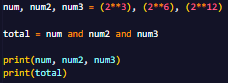 num, num2, num3 = (2**3), (2**6), (2**12)
total = num and num2 and num3
print(num, num2, num3)
print(total)